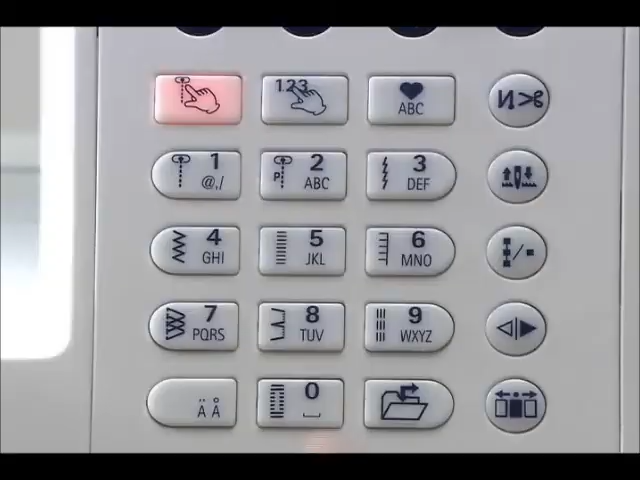 123
ABC
1
@,/
P
2
ABC
3
DEF
4
GHI
5
JKL
6
MNO
7
PQRS
8
TUV
9
WXYZ
Ä Å
0